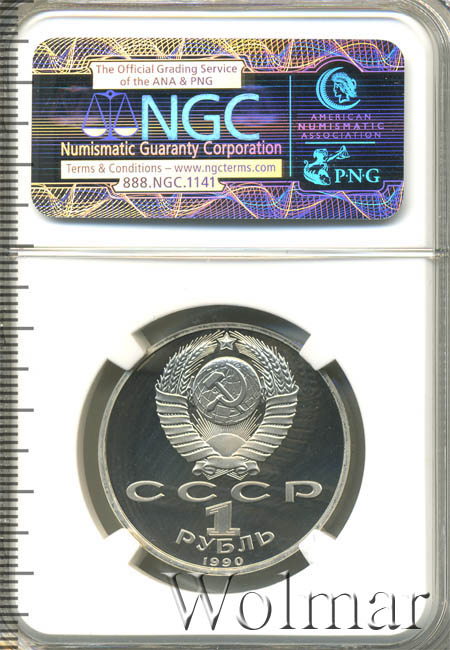 The Official Grading Service
of the ANA & PNG
NGC
Numismatic Guaranty Corporation
Terms & Conditions – www.ngcterms.com
888.NGC.1141
AMERICAN
NUMISMATIC
ASSOCIATION
P·N·G
СССР
1
РУБЛЬ
1990
Wolmar